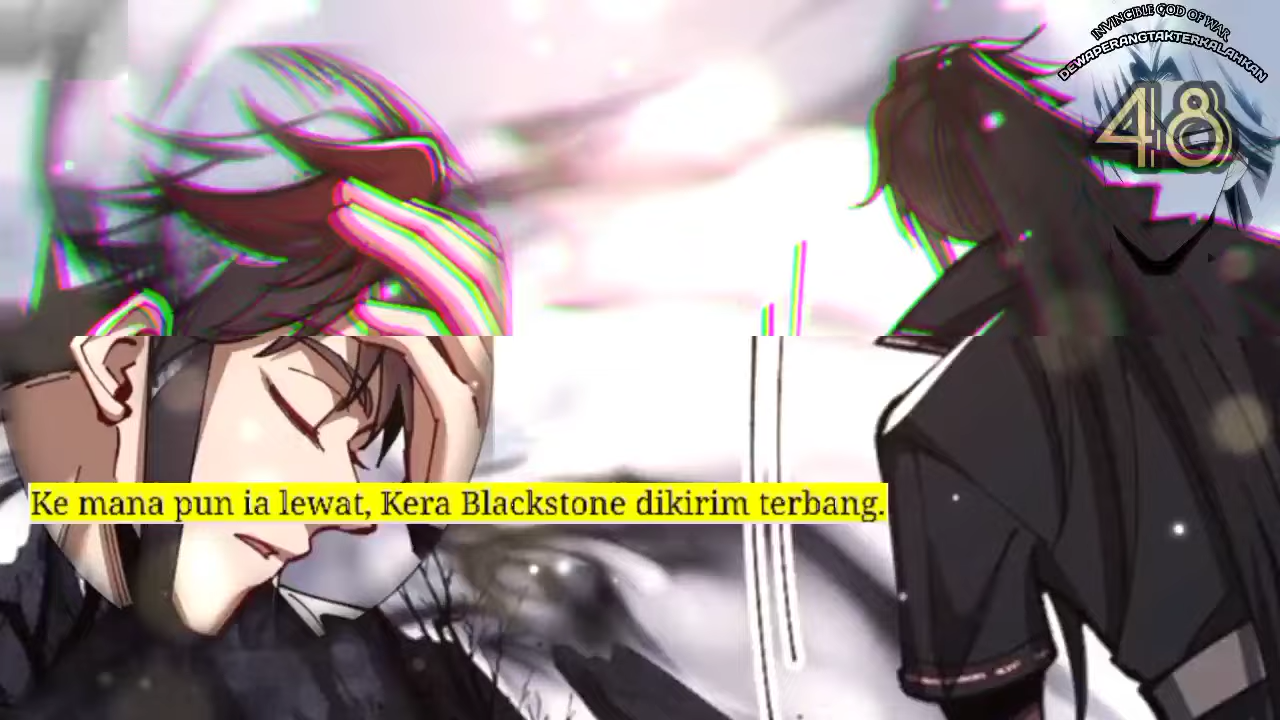 INVINCIBLE GOD OF WAR
DEWAPERANGTAKTERKALAHKAN
48
Ke mana pun ia lewat, Kera Blackstone dikirim terbang.